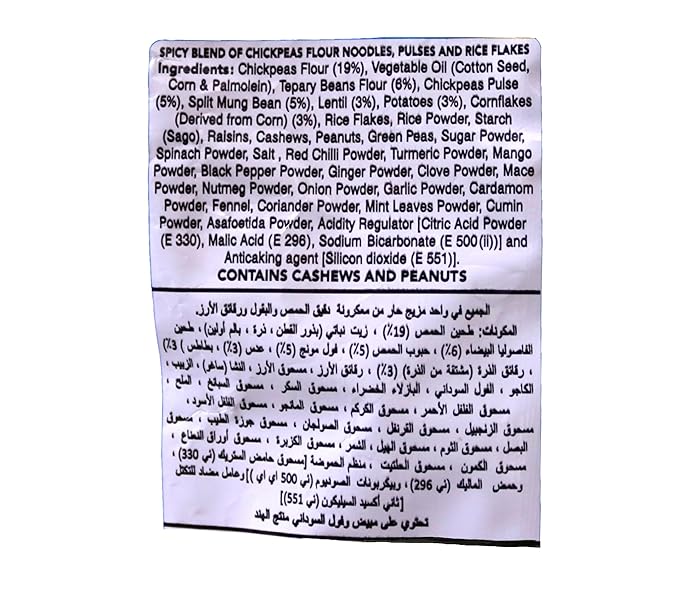 SPICY BLEND OF CHICKPEAS FLOUR NOODLES, PULSES AND RICE FLAKES
Ingredients: Chickpeas Flour (19%), Vegetable Oil (Cotton Seed,
Corn & Palmolein), Tepary Beans Flour (6%), Chickpeas Pulse
(5%), Split Mung Bean (5%), Lentil (3%), Potatoes (3%), Cornflakes
(Derived from Corn) (3%), Rice Flakes, Rice Powder, Starch
(Sago), Raisins, Cashews, Peanuts, Green Peas, Sugar Powder,
Spinach Powder, Salt , Red Chilli Powder, Turmeric Powder, Mango
Powder, Black Pepper Powder, Ginger Powder, Clove Powder, Mace
Powder, Nutmeg Powder, Onion Powder, Garlic Powder, Cardamom
Powder, Fennel, Coriander Powder, Mint Leaves Powder, Cumin
Powder, Asafoetida Powder, Acidity Regulator [Citric Acid Powder
(E 330), Malic Acid (E 296), Sodium Bicarbonate (E 500(ii))] and
Anticaking agent [Silicon dioxide (E 551)].
CONTAINS CASHEWS AND PEANUTS
الجميع في واحد مزيج حار من ممكرونة دقيق الحمص والبقول ورقائق الأرز.
المكونات: طحين الحمص (19٪) ، زيت نباتي (بذور القطن ، ذرة ، بالم أولين) ، طحين
الفاصوليا البيضاء (6٪) ، حبوب الحمص (5٪) ، فول مونج (5٪) ، عدس (3٪) ، بطاطس ) 3٪)
، رقائق الذرة (مشتقة من الذرة) (3٪) ، رقائق الأرز ، مسحوق الأرز ، النشا (ساغو) ، الزبيب ،
الكاجو ، الفول السوداني ، البازلاء الخضراء ، مسحوق السكر ، مسحوق السبانخ ، الملح ،
مسحوق الفلفل الأحمر ، مسحوق الكركم ، مسحوق المانجو ، مسحوق الفلفل الأسود ،
مسحوق الزنجبيل ، مسحوق القرنفل ، مسحوق الصولجان ، مسحوق جوزة الطيب ، مسحوق
البصل ، مسحوق الثوم ، مسحوق الهيل ، الشمر ، مسحوق الكزبرة ، مسحوق أوراق النعناع ،
مسحوق الكمون ، مسحوق الحلتيت ، منظم الحموضة [مسحوق حامض الستريك (ئي 330) ،
وحمض الماليك (ئي 296) ، وبيكربونات الصوديوم (ئي 500 اي اي )] وعامل مضاد للتكتل
[ثاني أكسيد السيليكون (ئي 551)]
تحتوي على مبيض وفول السوداني منتج الهند